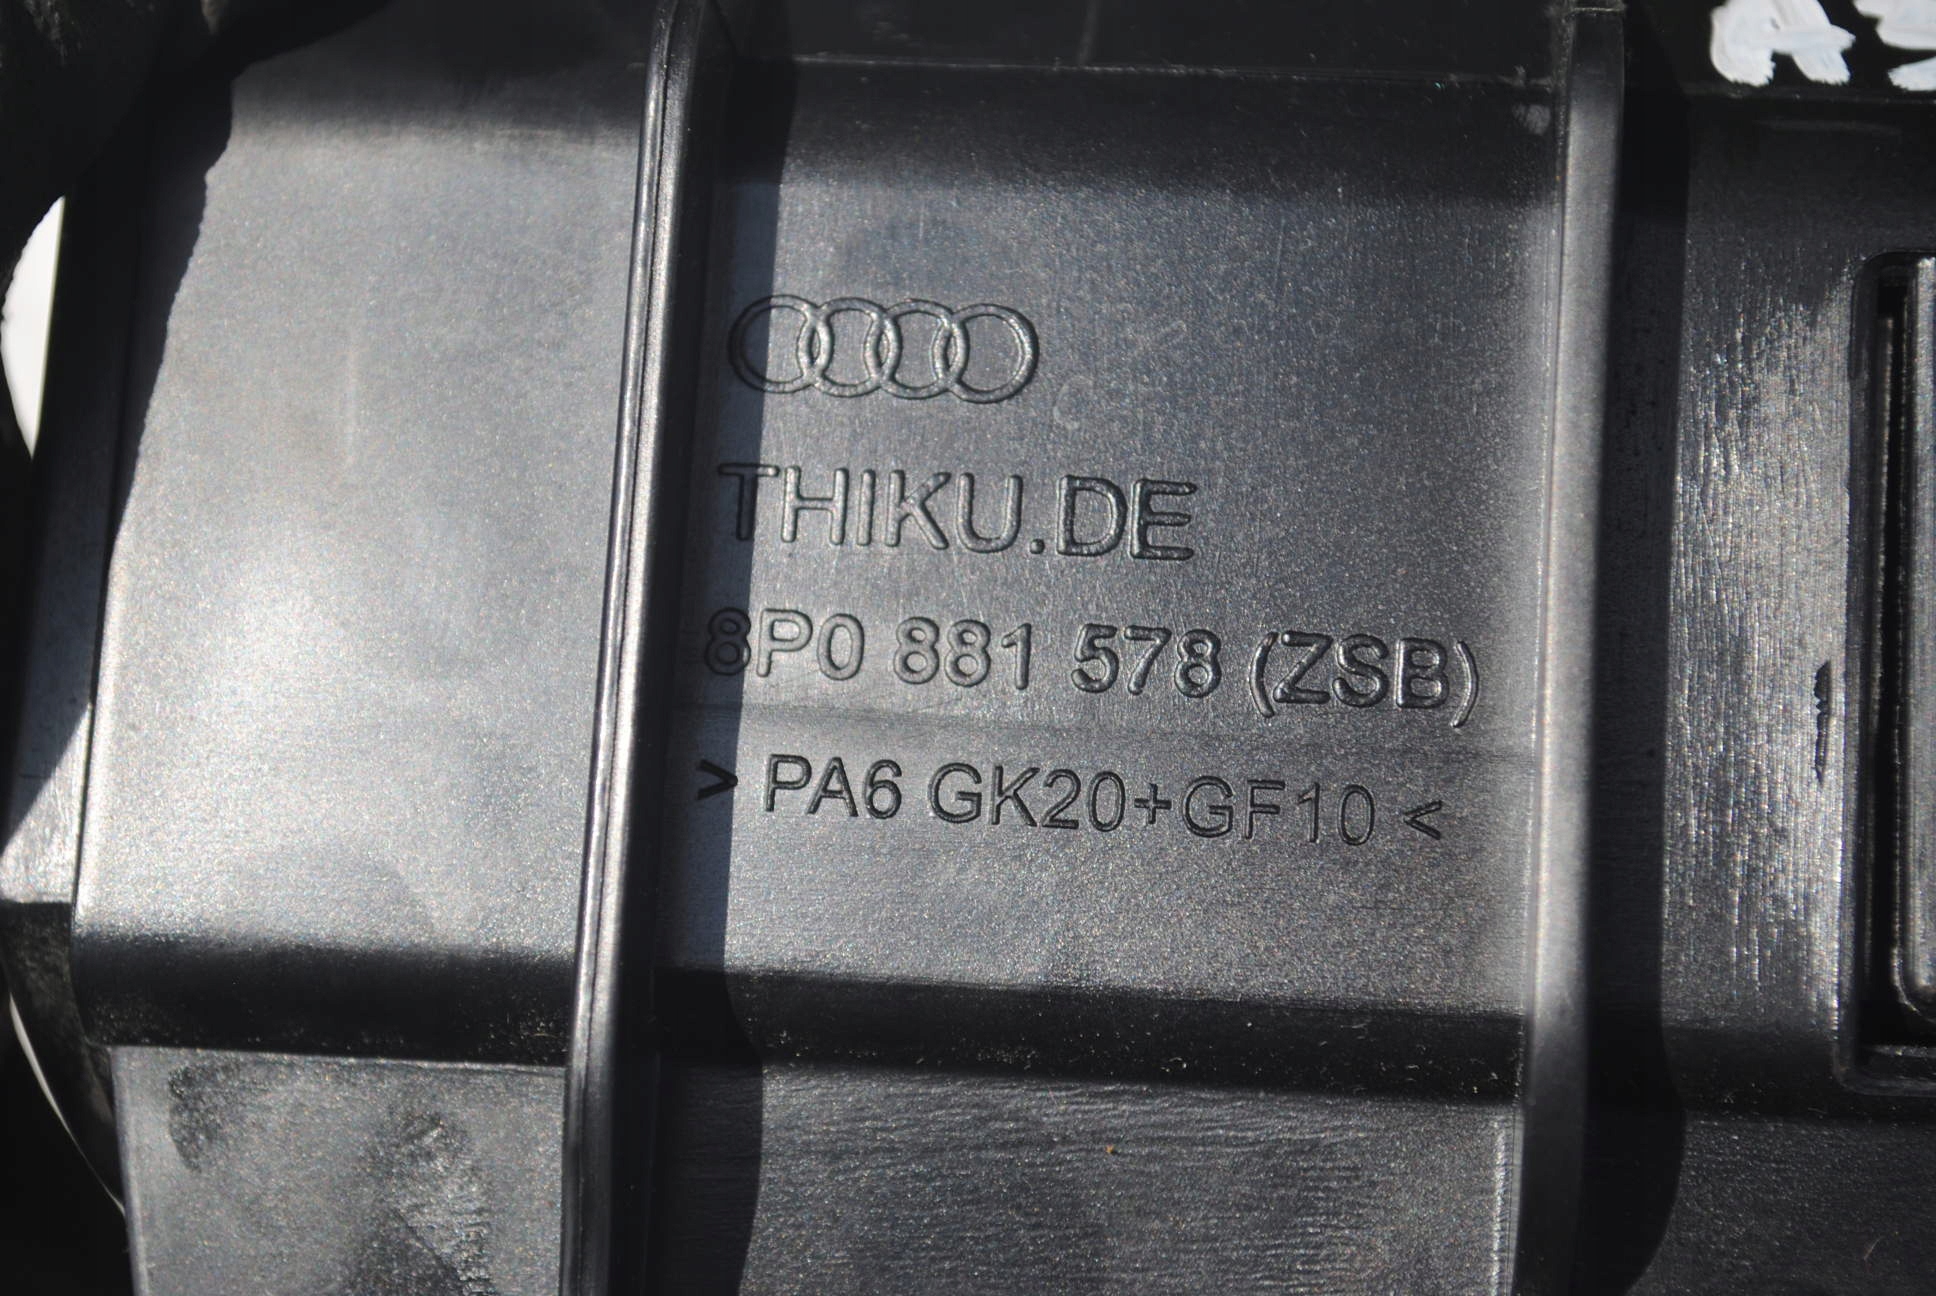 THIKU.DE
8P0 881 578 (ZSB)
> PA6 GK20+GF10 <